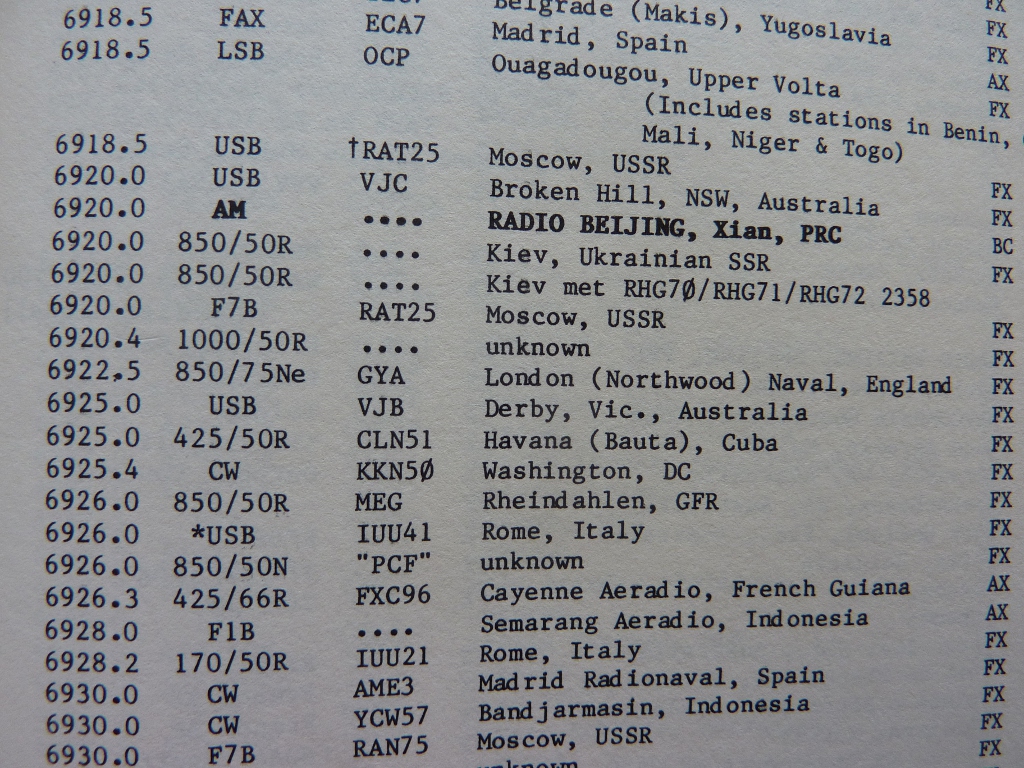 Belgrade (Makis), Yugoslavia FX
6918.5 FAX ECA7 Madrid, Spain AX
6918.5 LSB OCP Ouagadougou, Upper Volta FX
(Includes stations in Benin,
Mali, Niger & Togo)
6918.5 USB †RAT25 Moscow, USSR FX
6920.0 USB VJC Broken Hill, NSW, Australia FX
6920.0 AM .... RADIO BEIJING, Xian, PRC BC
6920.0 850/50R .... Kiev, Ukrainian SSR FX
6920.0 850/50R .... Kiev met RHG7Ø/RHG71/RHG72 2358
6920.0 F7B RAT25 Moscow, USSR FX
6920.4 1000/50R .... unknown FX
6922.5 850/75Ne GYA London (Northwood) Naval, England FX
6925.0 USB VJB Derby, Vic., Australia FX
6925.0 425/50R CLN51 Havana (Bauta), Cuba FX
6925.4 CW KKN5Ø Washington, DC FX
6926.0 850/50R MEG Rheindahlen, GFR FX
6926.0 *USB IUU41 Rome, Italy FX
6926.0 850/50N "PCF" unknown FX
6926.3 425/66R FXC96 Cayenne Aeradio, French Guiana AX
6928.0 F1B .... Semarang Aeradio, Indonesia AX
6928.2 170/50R IUU21 Rome, Italy FX
6930.0 CW AME3 Madrid Radionaval, Spain FX
6930.0 CW YCW57 Bandjarmasin, Indonesia FX
6930.0 F7B RAN75 Moscow, USSR FX
unknown FX